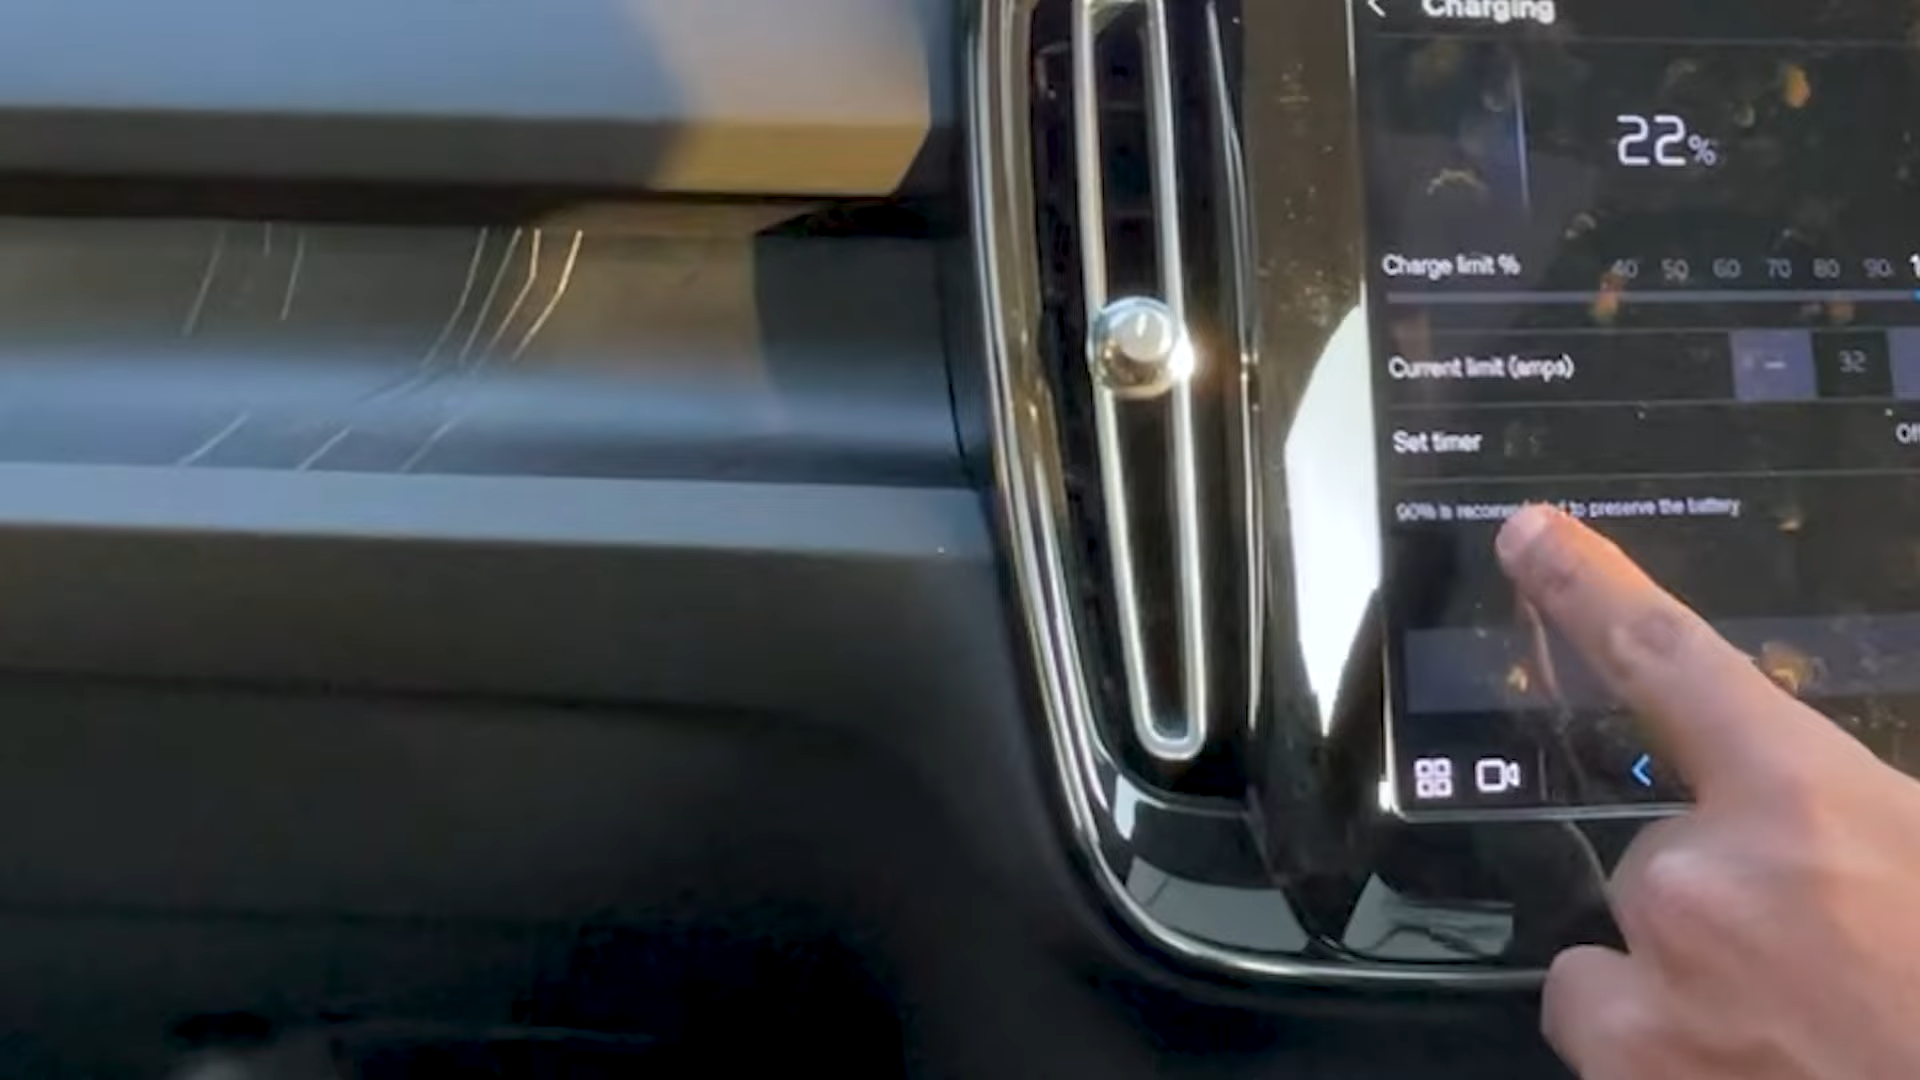 Charging
22%
Charge limit % 40 50 60 70 80 90
Current limit (amps) − 32
Set timer
90% is recommended to preserve the battery